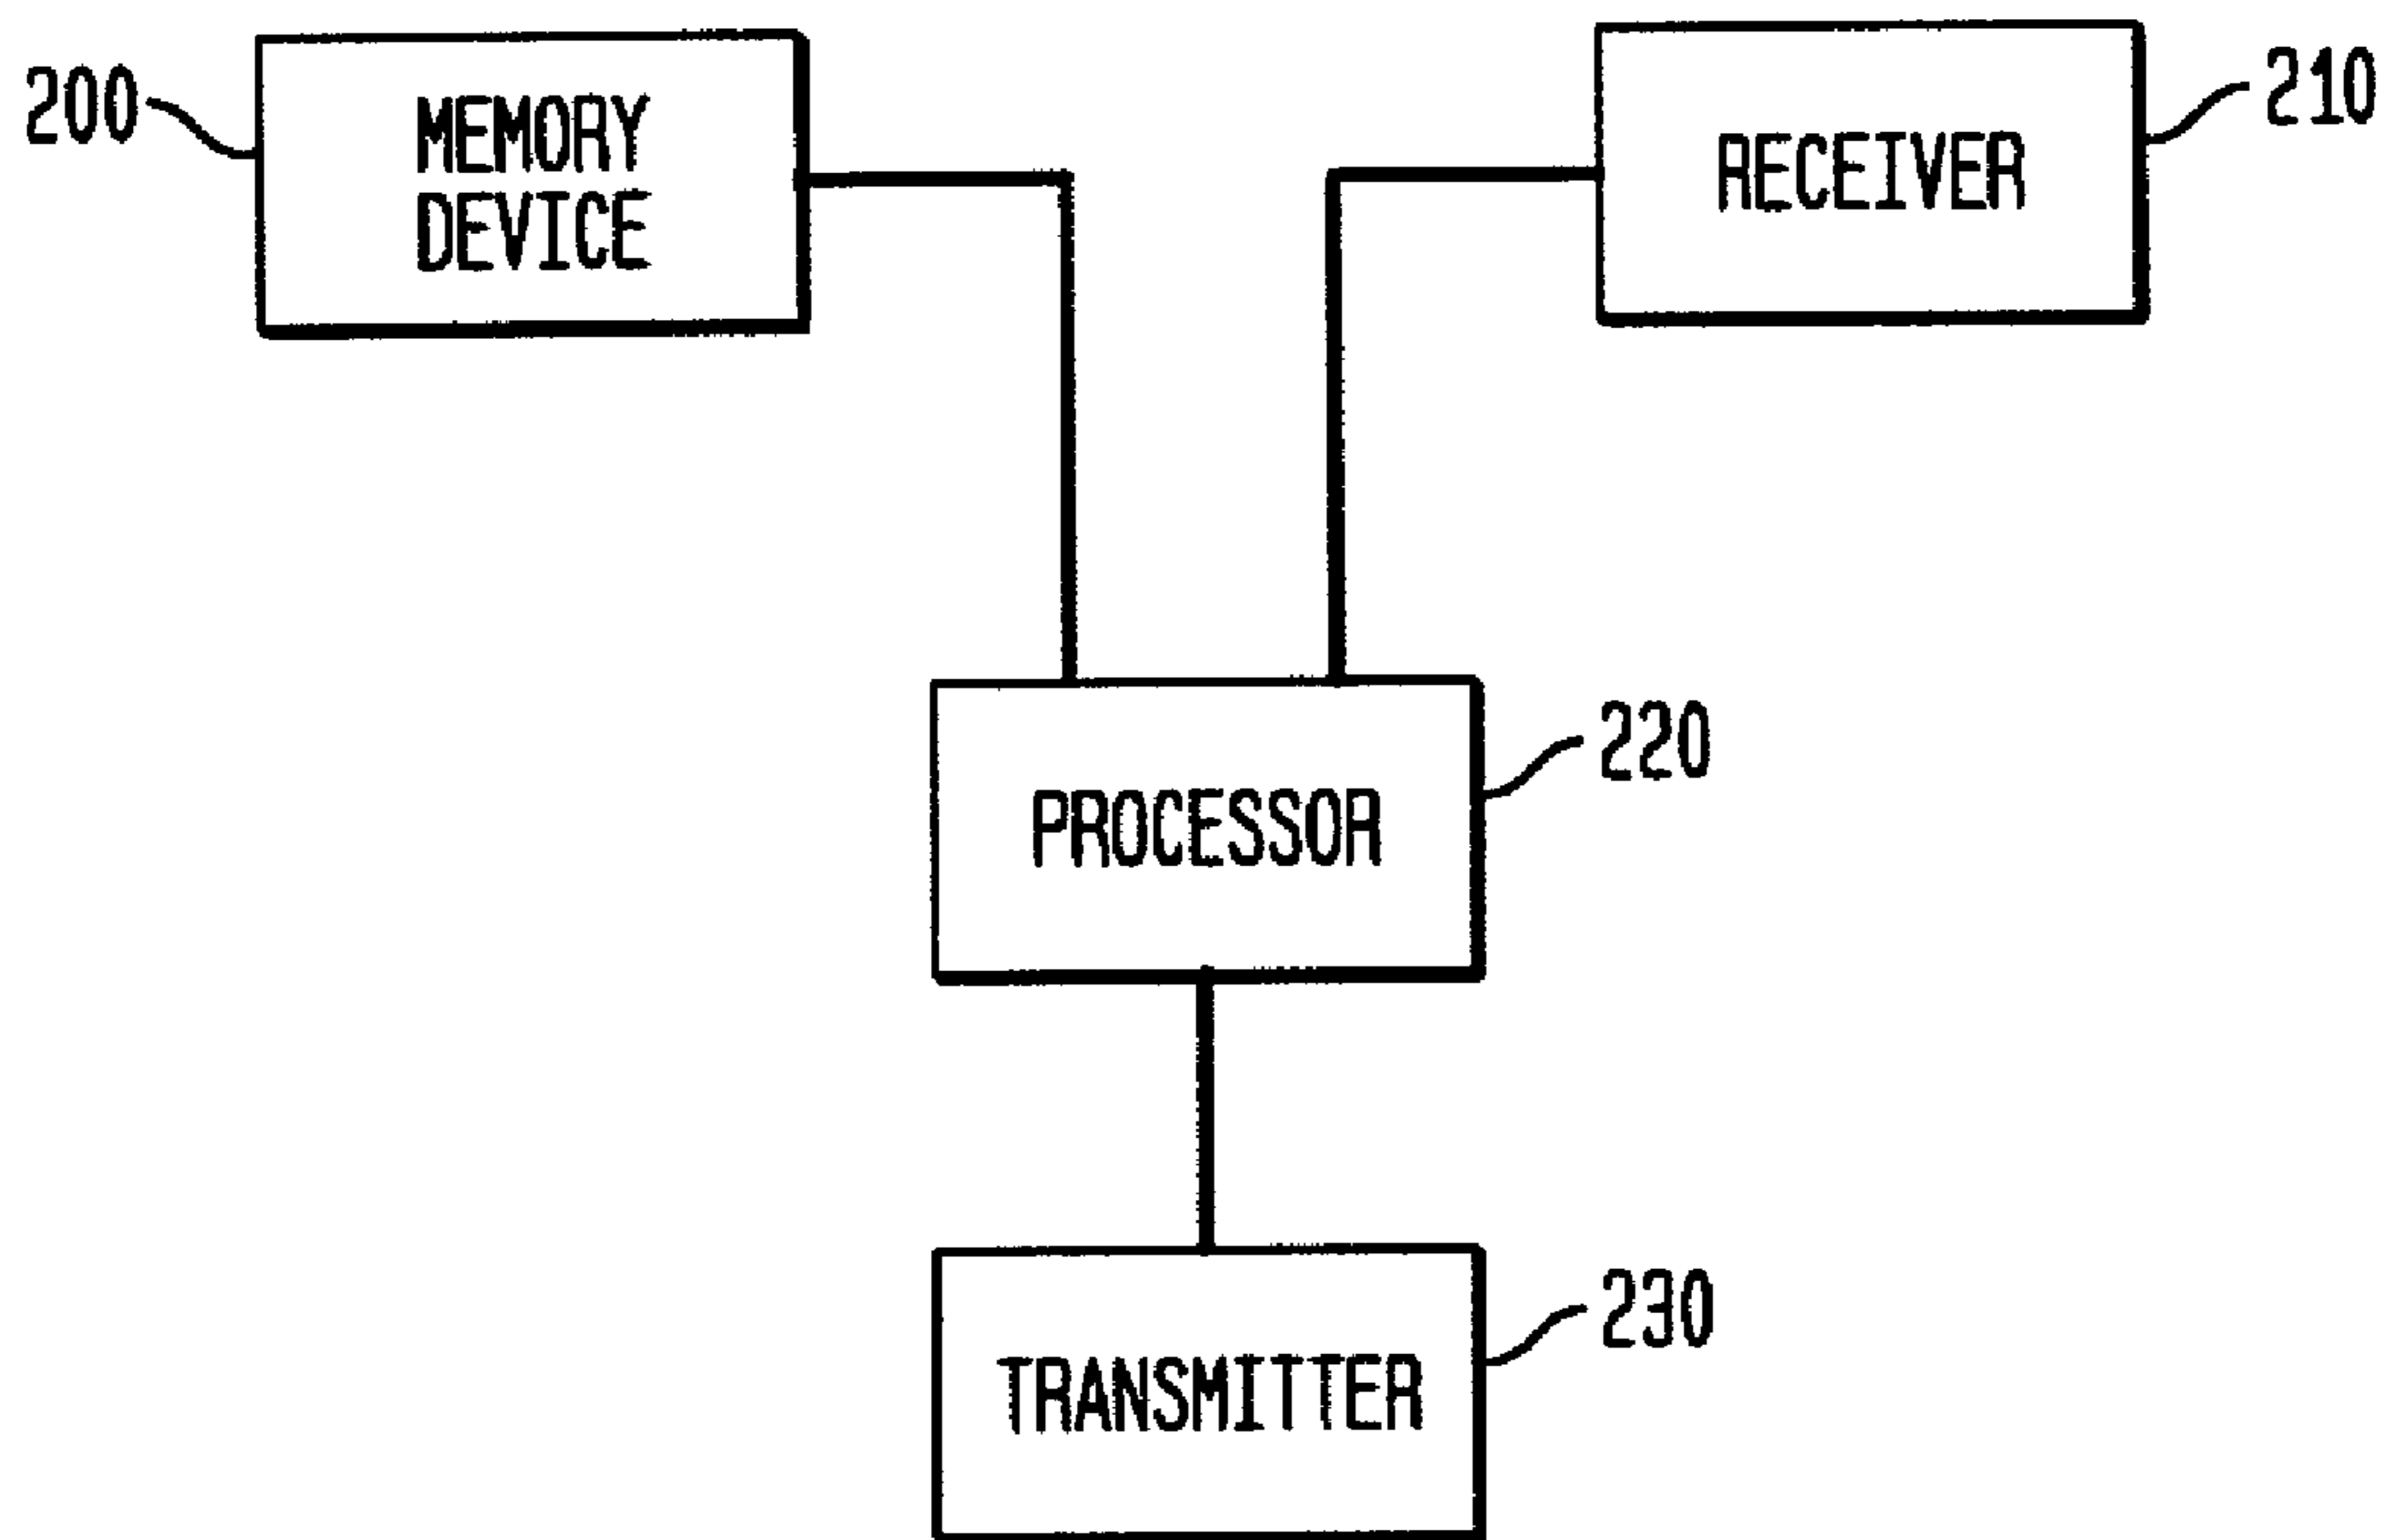 200
MEMORY
DEVICE
RECEIVER
210
PROCESSOR
220
TRANSMITTER
230